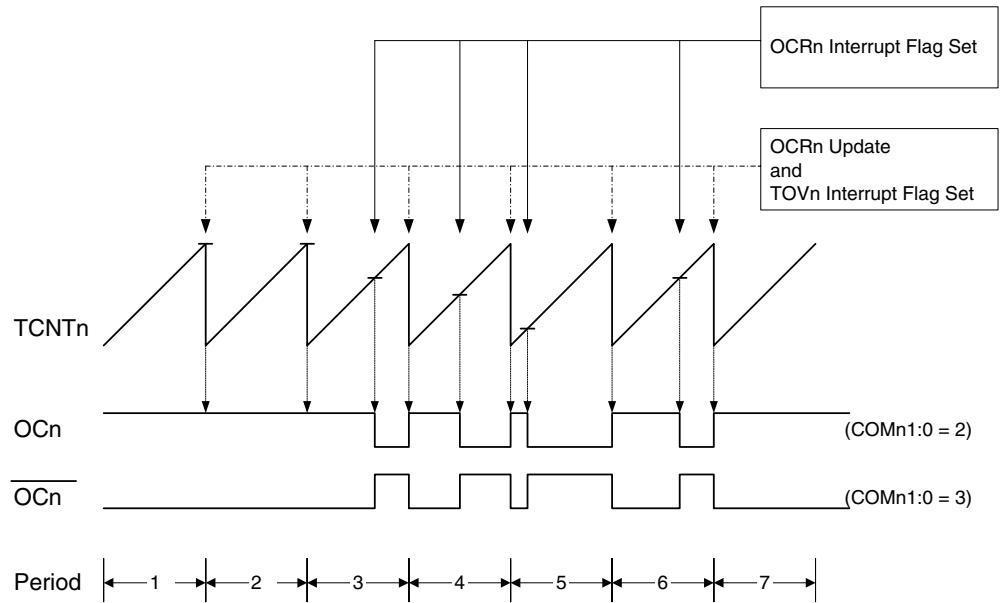 OCRn Interrupt Flag Set
OCRn Update
and
TOVn Interrupt Flag Set
TCNTn
OCn
(COMn1:0 = 2)
OCn
(COMn1:0 = 3)
Period
1
2
3
4
5
6
7